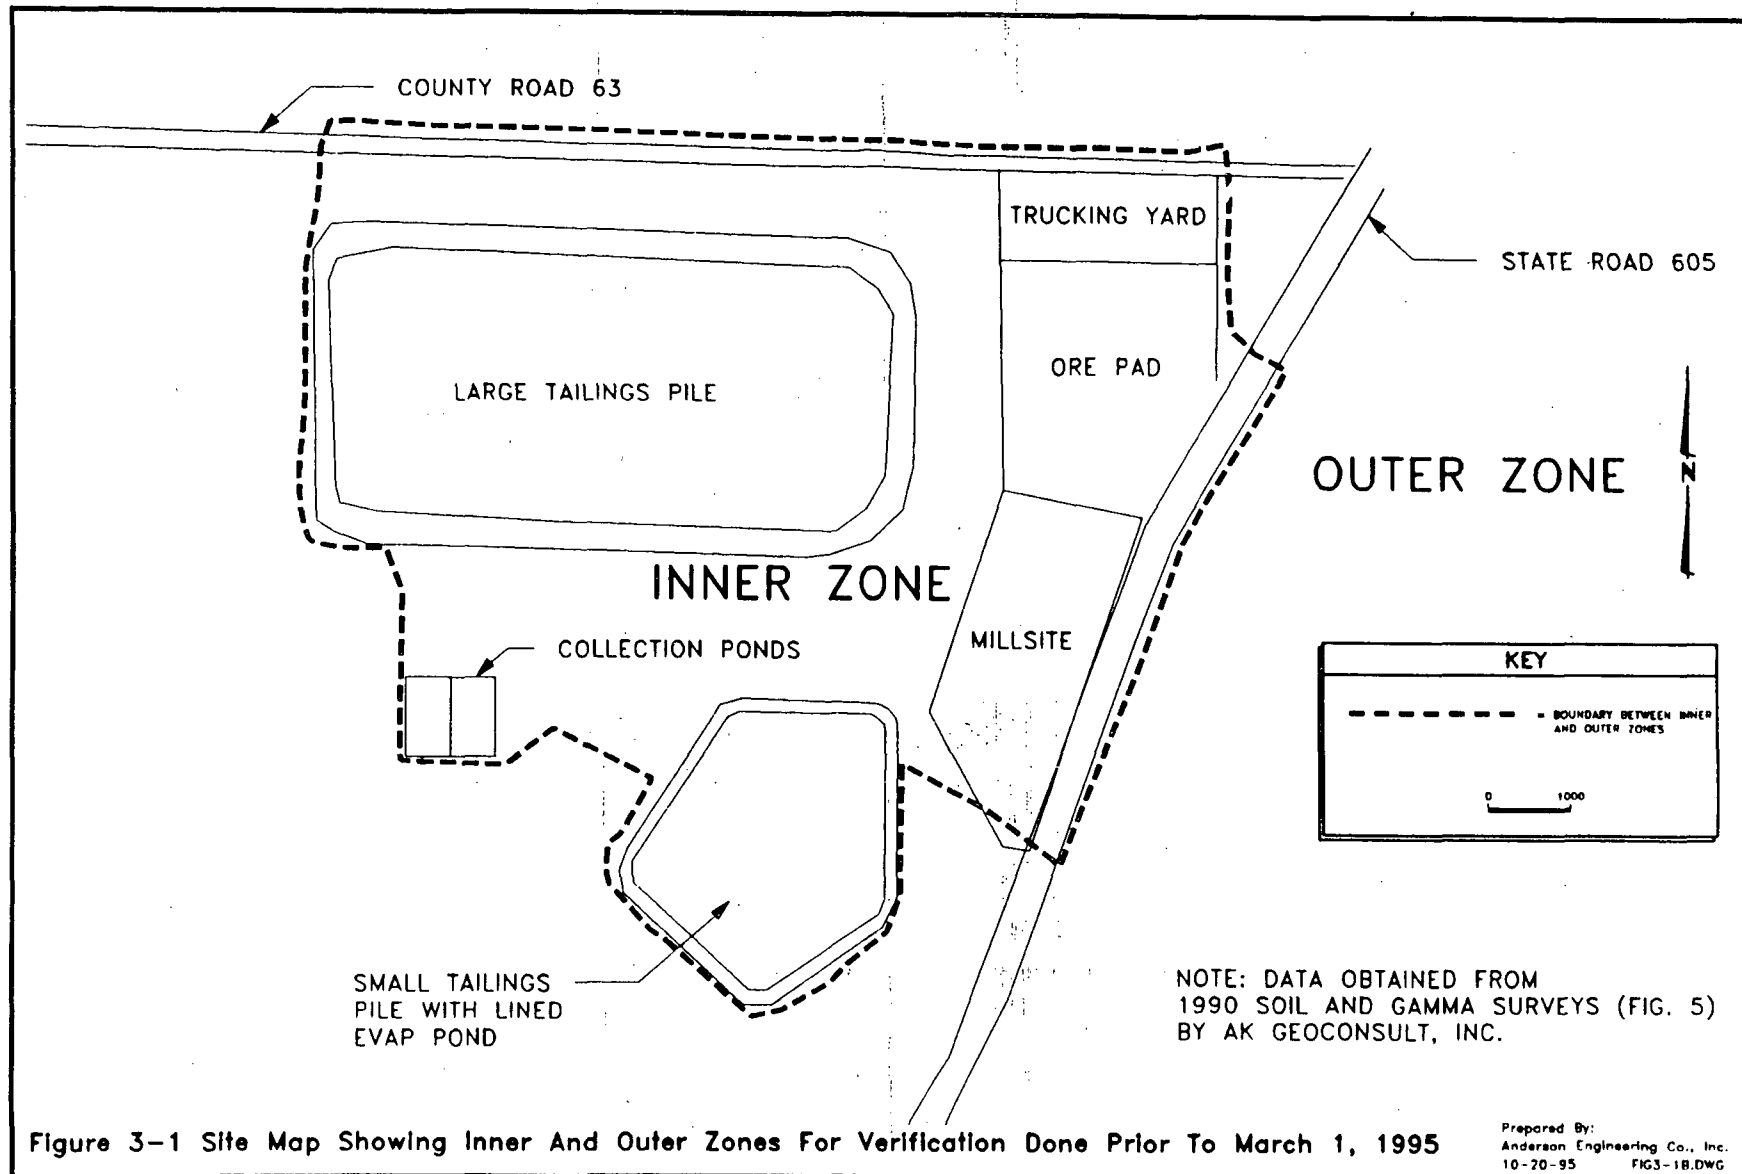 COUNTY ROAD 63
TRUCKING YARD
STATE ROAD 605
ORE PAD
LARGE TAILINGS PILE
OUTER ZONE
N
INNER ZONE
MILLSITE
COLLECTION PONDS
KEY
= BOUNDARY BETWEEN INNER
AND OUTER ZONES
0 1000
SMALL TAILINGS
PILE WITH LINED
EVAP POND
NOTE: DATA OBTAINED FROM
1990 SOIL AND GAMMA SURVEYS (FIG. 5)
BY AK GEOCONSULT, INC.
Figure 3-1 Site Map Showing Inner And Outer Zones For Verification Done Prior To March 1, 1995
Prepared By:
Anderson Engineering Co., Inc.
10-20-95 FIG3-1B.DWG